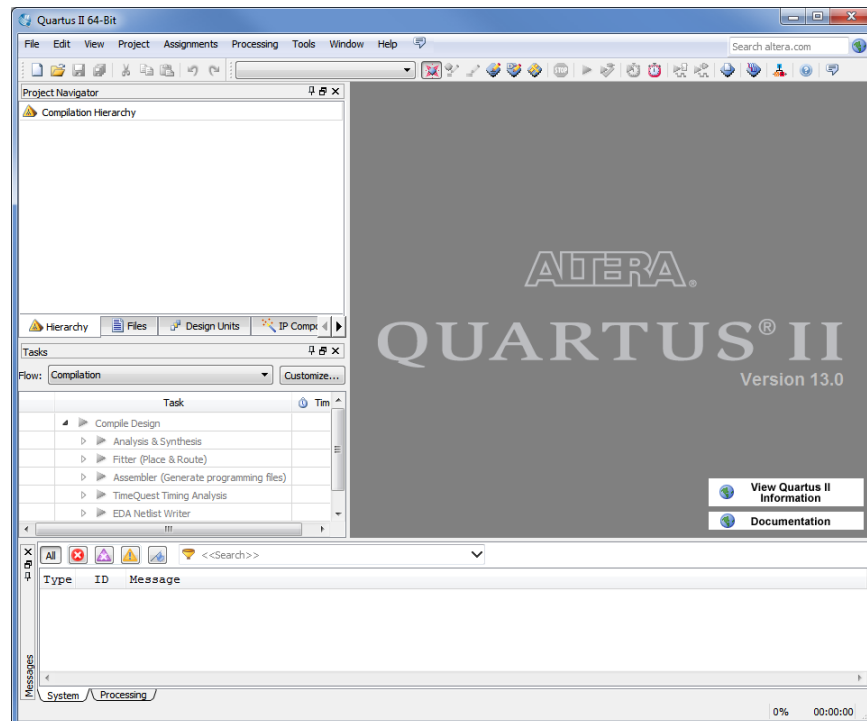 Quartus II 64-Bit
File Edit View Project Assignments Processing Tools Window Help
Search altera.com
Project Navigator
Compilation Hierarchy
Hierarchy Files Design Units IP Compo
Tasks
Flow: Compilation Customize...
Task Tim
Compile Design
Analysis & Synthesis
Fitter (Place & Route)
Assembler (Generate programming files)
TimeQuest Timing Analysis
EDA Netlist Writer
ALTERA®
QUARTUS® II
Version 13.0
View Quartus II
Information
Documentation
All <<Search>>
Type ID Message
Messages
System Processing
0% 00:00:00